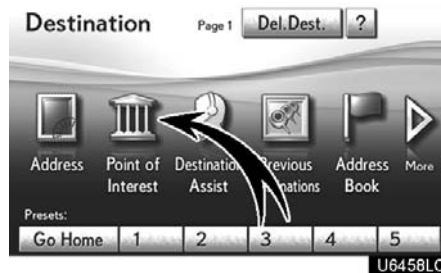 Destination Page 1 Del.Dest. ?
Address Point of Destination Previous Address More
Interest Assist Book
Presets:
Go Home 1 2 3 4 5
U6458LC